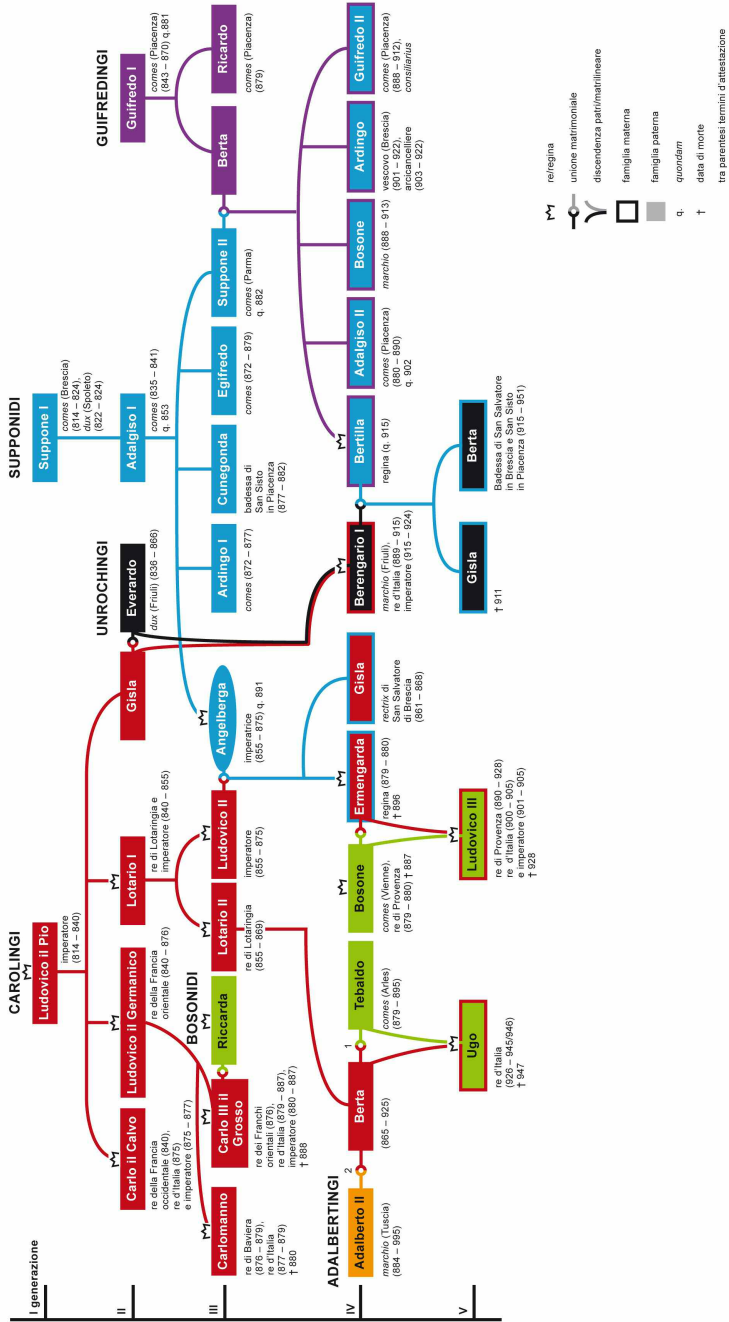 I generazione
II
III
IV
V
CAROLINGI
Ludovico il Pio
imperatore
(814 – 840)
Carlo il Calvo
re della Francia
occidentale (840),
re d'Italia (875)
e imperatore (875 – 877)
Ludovico il Germanico
re della Francia
orientale (840 – 876)
Lotario I
re di Lotaringia e
imperatore (840 – 855)
Gisla
UNROCHINGI
Everardo
dux (Friuli) (836 – 866)
SUPPONIDI
Suppone I
comes (Brescia)
(814 – 824),
dux (Spoleto)
(822 – 824)
Adalgiso I
comes (835 – 841)
q. 853
GUIFREDINGI
Guifredo I
comes (Piacenza)
(843 – 870) q.881
Carlomanno
re di Baviera
(876 – 879),
re d'Italia
(877 – 879)
† 880
Carlo III il
Grosso
re dei Franchi
orientali (876),
re d'Italia (879 – 887),
imperatore (880 – 887)
† 888
BOSONIDI
Riccarda
Lotario II
re di Lotaringia
(855 – 869)
Ludovico II
imperatore
(855 – 875)
Angelberga
imperatrice
(855 – 875) q. 891
Ardingo I
comes (872 – 877)
Cunegonda
badessa di
San Sisto
in Piacenza
(877 – 882)
Egifredo
comes (872 – 879)
Suppone II
comes (Parma)
q. 882
Berta
Ricardo
comes (Piacenza)
(879)
ADALBERTINGI
Adalberto II
marchio (Tuscia)
(884 – 995)
2
Berta
(865 – 925)
1
Tebaldo
comes (Arles)
(879 – 895)
Bosone
comes (Vienne),
re di Provenza
(879 – 880) † 887
Ermengarda
regina (879 – 880)
† 896
Gisla
rectrix di
San Salvatore
di Brescia
(861 – 868)
Berengario I
marchio (Friuli),
re d'Italia (889 – 915)
imperatore (915 – 924)
Bertilla
regina (q. 915)
Adalgiso II
comes (Piacenza)
(880 – 890)
q. 902
Bosone
marchio (888 – 913)
Ardingo
vescovo (Brescia)
(901 – 922),
arcicancelliere
(903 – 922)
Guifredo II
comes (Piacenza)
(888 – 912),
consiliarius
Ugo
re d'Italia
(926 – 945/946)
† 947
Ludovico III
re di Provenza (890 – 928)
re d'Italia (900 – 905)
e imperatore (901 – 905)
† 928
Gisla
† 911
Berta
Badessa di San Salvatore
in Brescia e San Sisto
in Piacenza (915 – 951)
re/regina
unione matrimoniale
discendenza patri/matrilineare
famiglia materna
famiglia paterna
q. quondam
† data di morte
tra parentesi termini d'attestazione